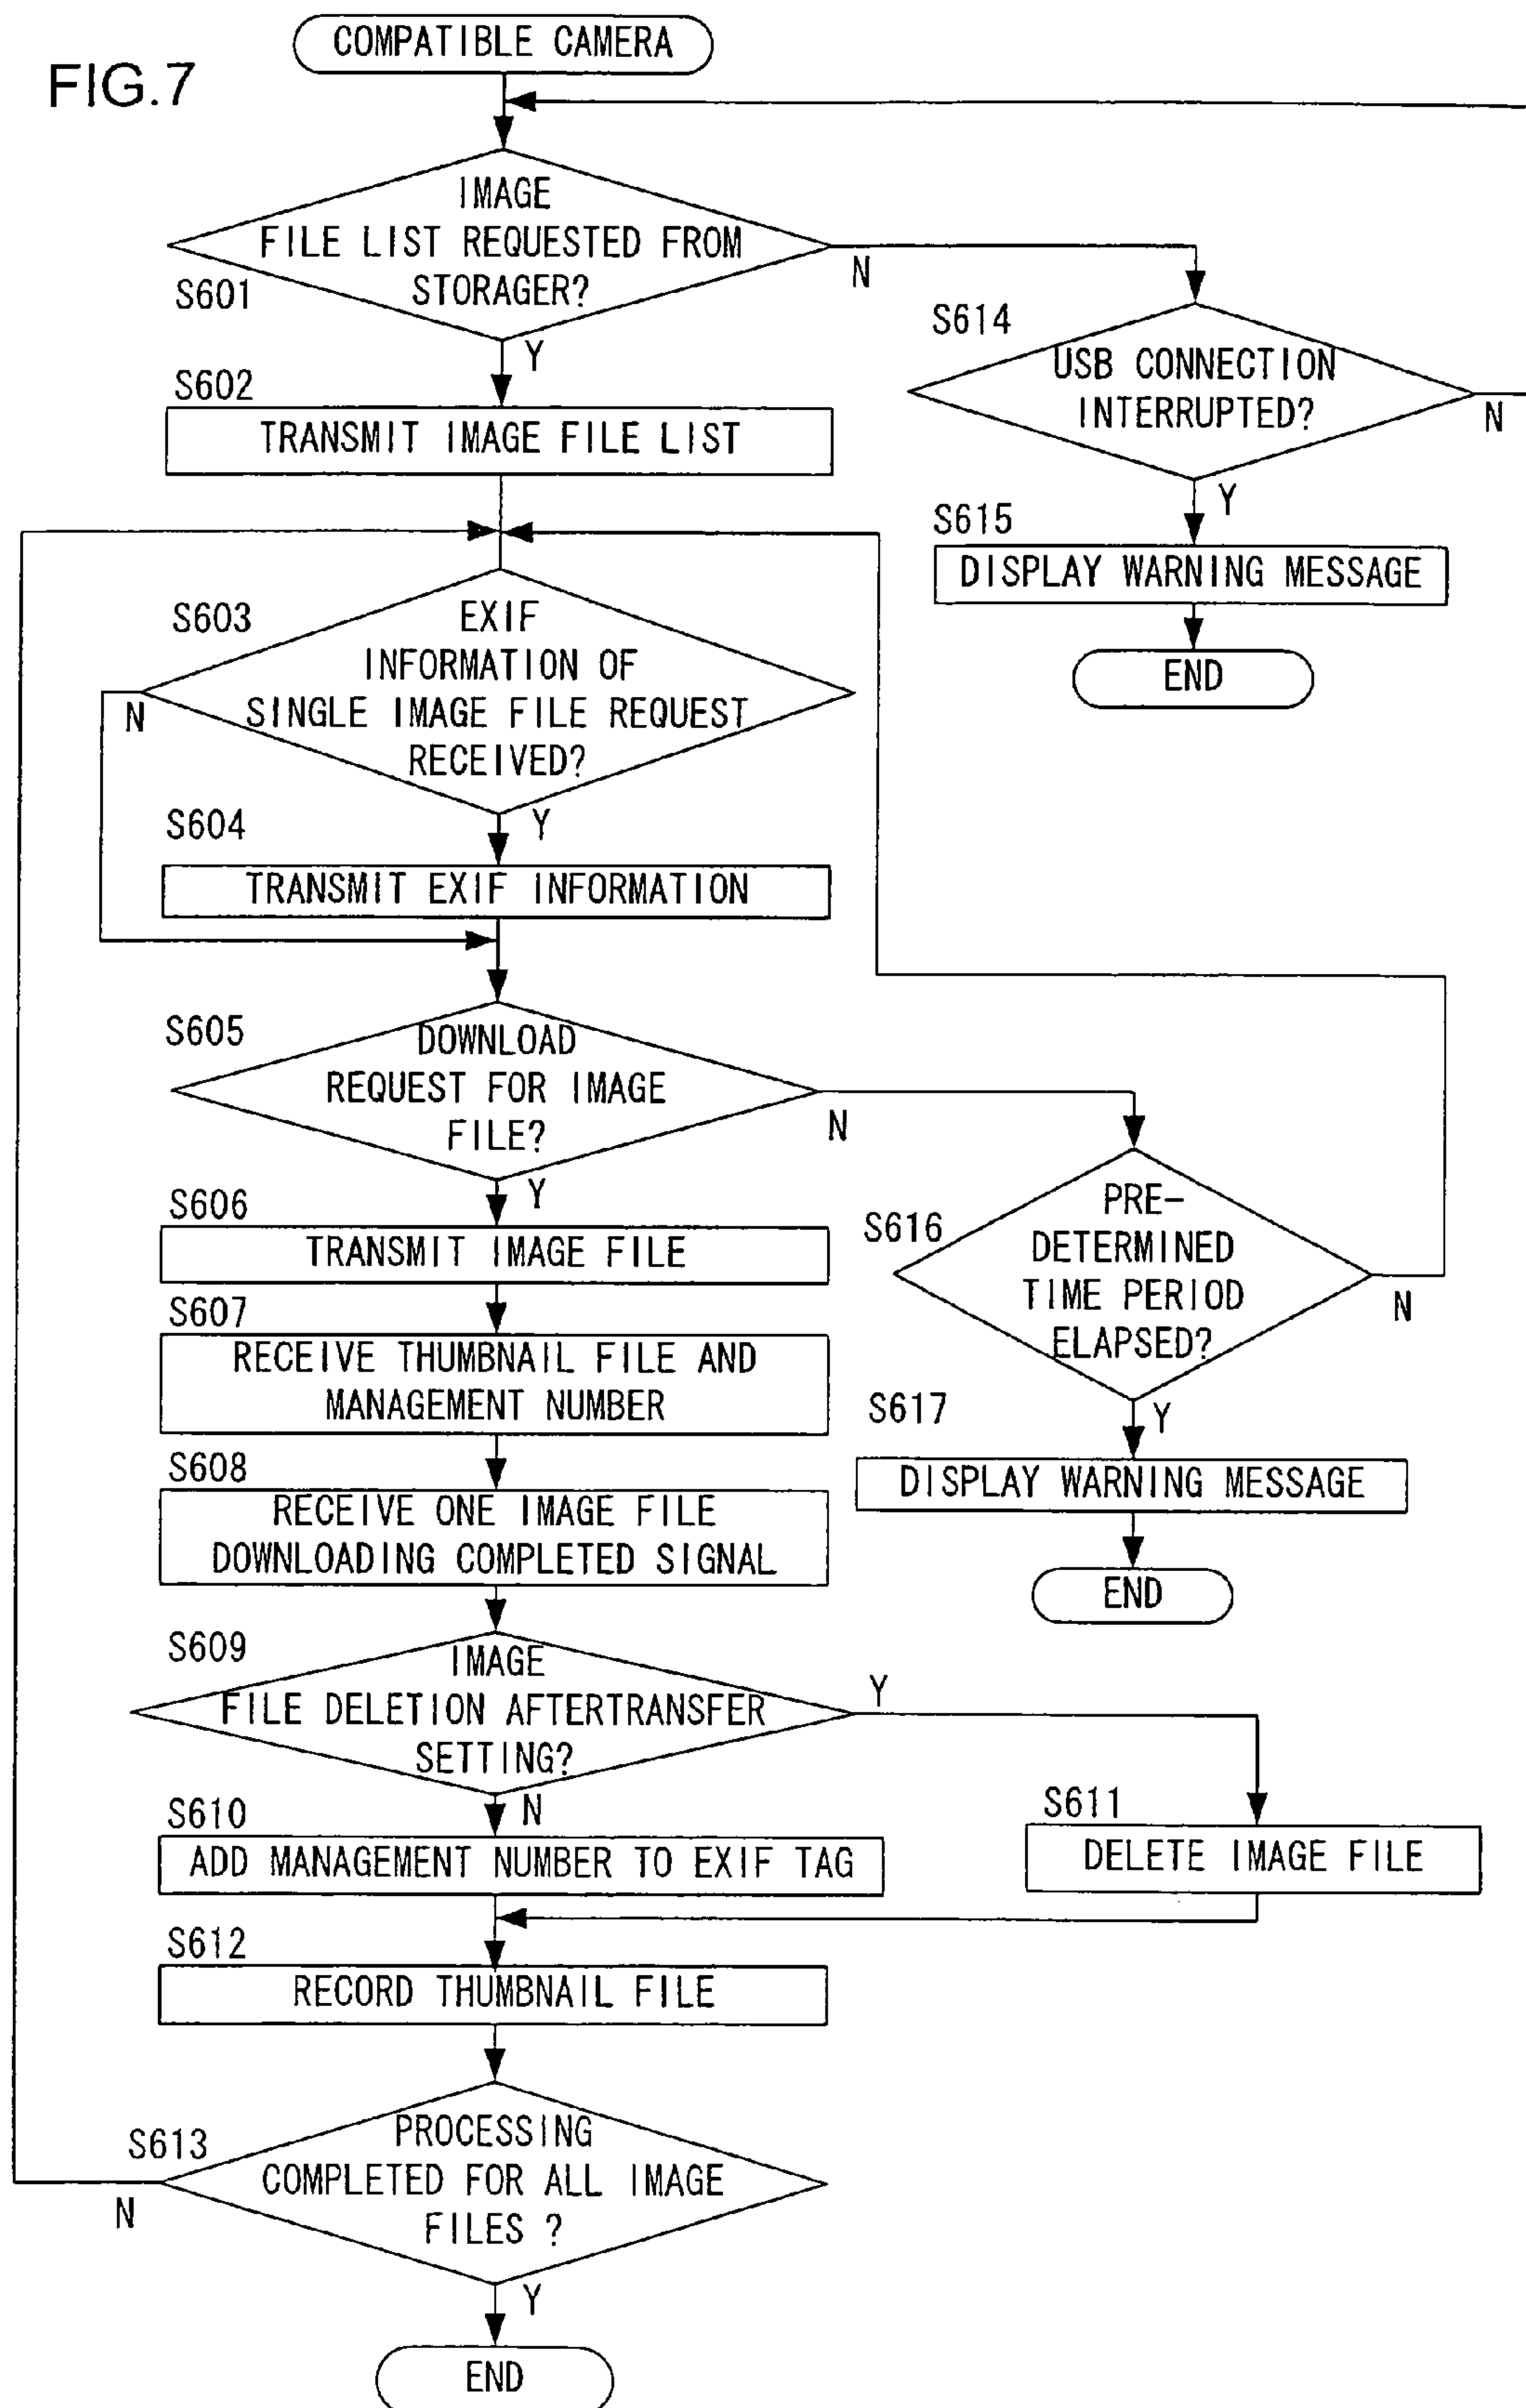 FIG.7
COMPATIBLE CAMERA
IMAGE
FILE LIST REQUESTED FROM
STORAGER?
S601
N
Y
S614
USB CONNECTION
INTERRUPTED?
N
Y
S615
DISPLAY WARNING MESSAGE
END
S602
TRANSMIT IMAGE FILE LIST
S603
EXIF
INFORMATION OF
SINGLE IMAGE FILE REQUEST
RECEIVED?
N
Y
S604
TRANSMIT EXIF INFORMATION
S605
DOWNLOAD
REQUEST FOR IMAGE
FILE?
N
Y
S616
PRE-
DETERMINED
TIME PERIOD
ELAPSED?
N
Y
S617
DISPLAY WARNING MESSAGE
END
S606
TRANSMIT IMAGE FILE
S607
RECEIVE THUMBNAIL FILE AND
MANAGEMENT NUMBER
S608
RECEIVE ONE IMAGE FILE
DOWNLOADING COMPLETED SIGNAL
S609
IMAGE
FILE DELETION AFTERTRANSFER
SETTING?
Y
N
S610
ADD MANAGEMENT NUMBER TO EXIF TAG
S611
DELETE IMAGE FILE
S612
RECORD THUMBNAIL FILE
S613
PROCESSING
COMPLETED FOR ALL IMAGE
FILES ?
N
Y
END